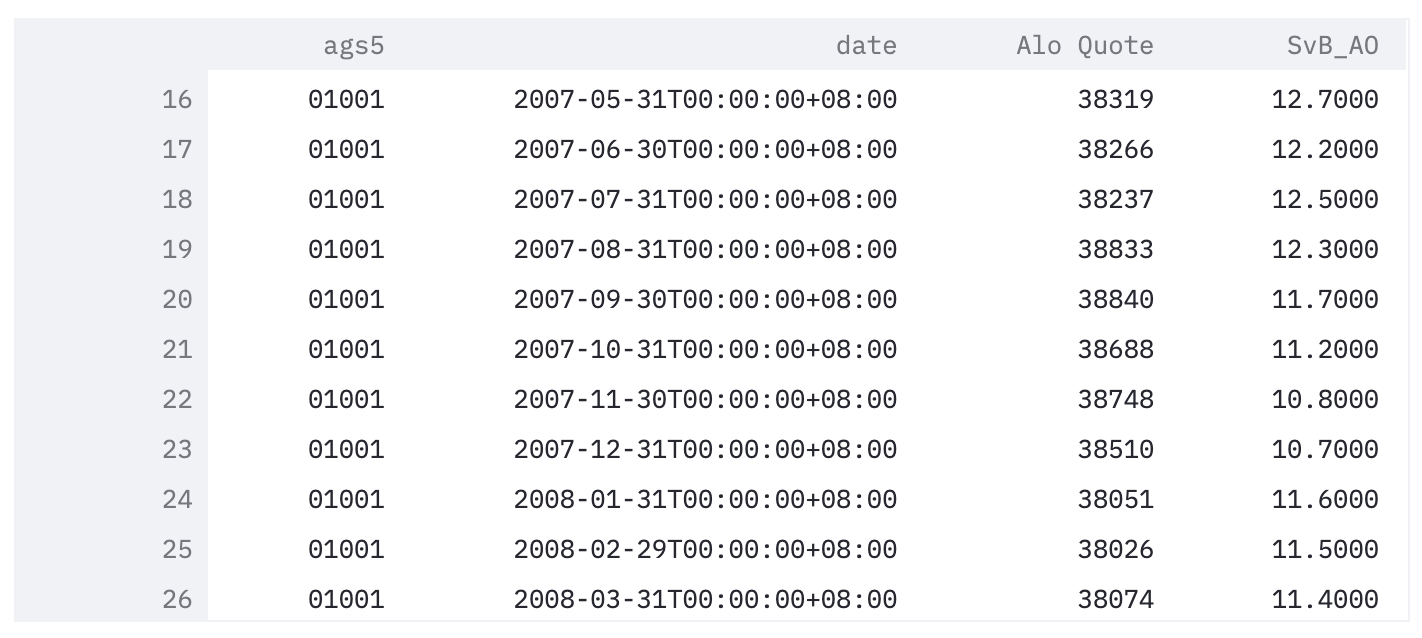 ags5 date Alo Quote SvB_AO
16 01001 2007-05-31T00:00:00+08:00 38319 12.7000
17 01001 2007-06-30T00:00:00+08:00 38266 12.2000
18 01001 2007-07-31T00:00:00+08:00 38237 12.5000
19 01001 2007-08-31T00:00:00+08:00 38833 12.3000
20 01001 2007-09-30T00:00:00+08:00 38840 11.7000
21 01001 2007-10-31T00:00:00+08:00 38688 11.2000
22 01001 2007-11-30T00:00:00+08:00 38748 10.8000
23 01001 2007-12-31T00:00:00+08:00 38510 10.7000
24 01001 2008-01-31T00:00:00+08:00 38051 11.6000
25 01001 2008-02-29T00:00:00+08:00 38026 11.5000
26 01001 2008-03-31T00:00:00+08:00 38074 11.4000